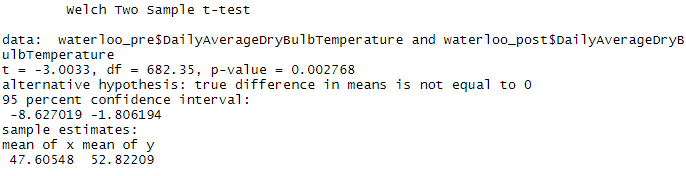 Welch Two Sample t-test
data:  waterloo_pre$DailyAverageDryBulbTemperature and waterloo_post$DailyAverageDryB
ulbTemperature
t = -3.0033, df = 682.35, p-value = 0.002768
alternative hypothesis: true difference in means is not equal to 0
95 percent confidence interval:
 -8.627019 -1.806194
sample estimates:
mean of x mean of y
 47.60548  52.82209